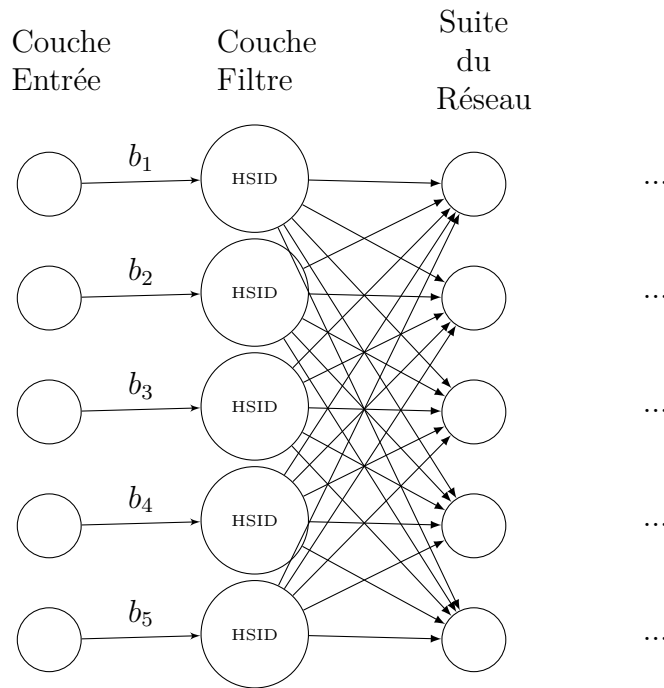 Couche
Entrée
Couche
Filtre
Suite
du
Réseau
b₁
HSID
...
b₂
HSID
...
b₃
HSID
...
b₄
HSID
...
b₅
HSID
...